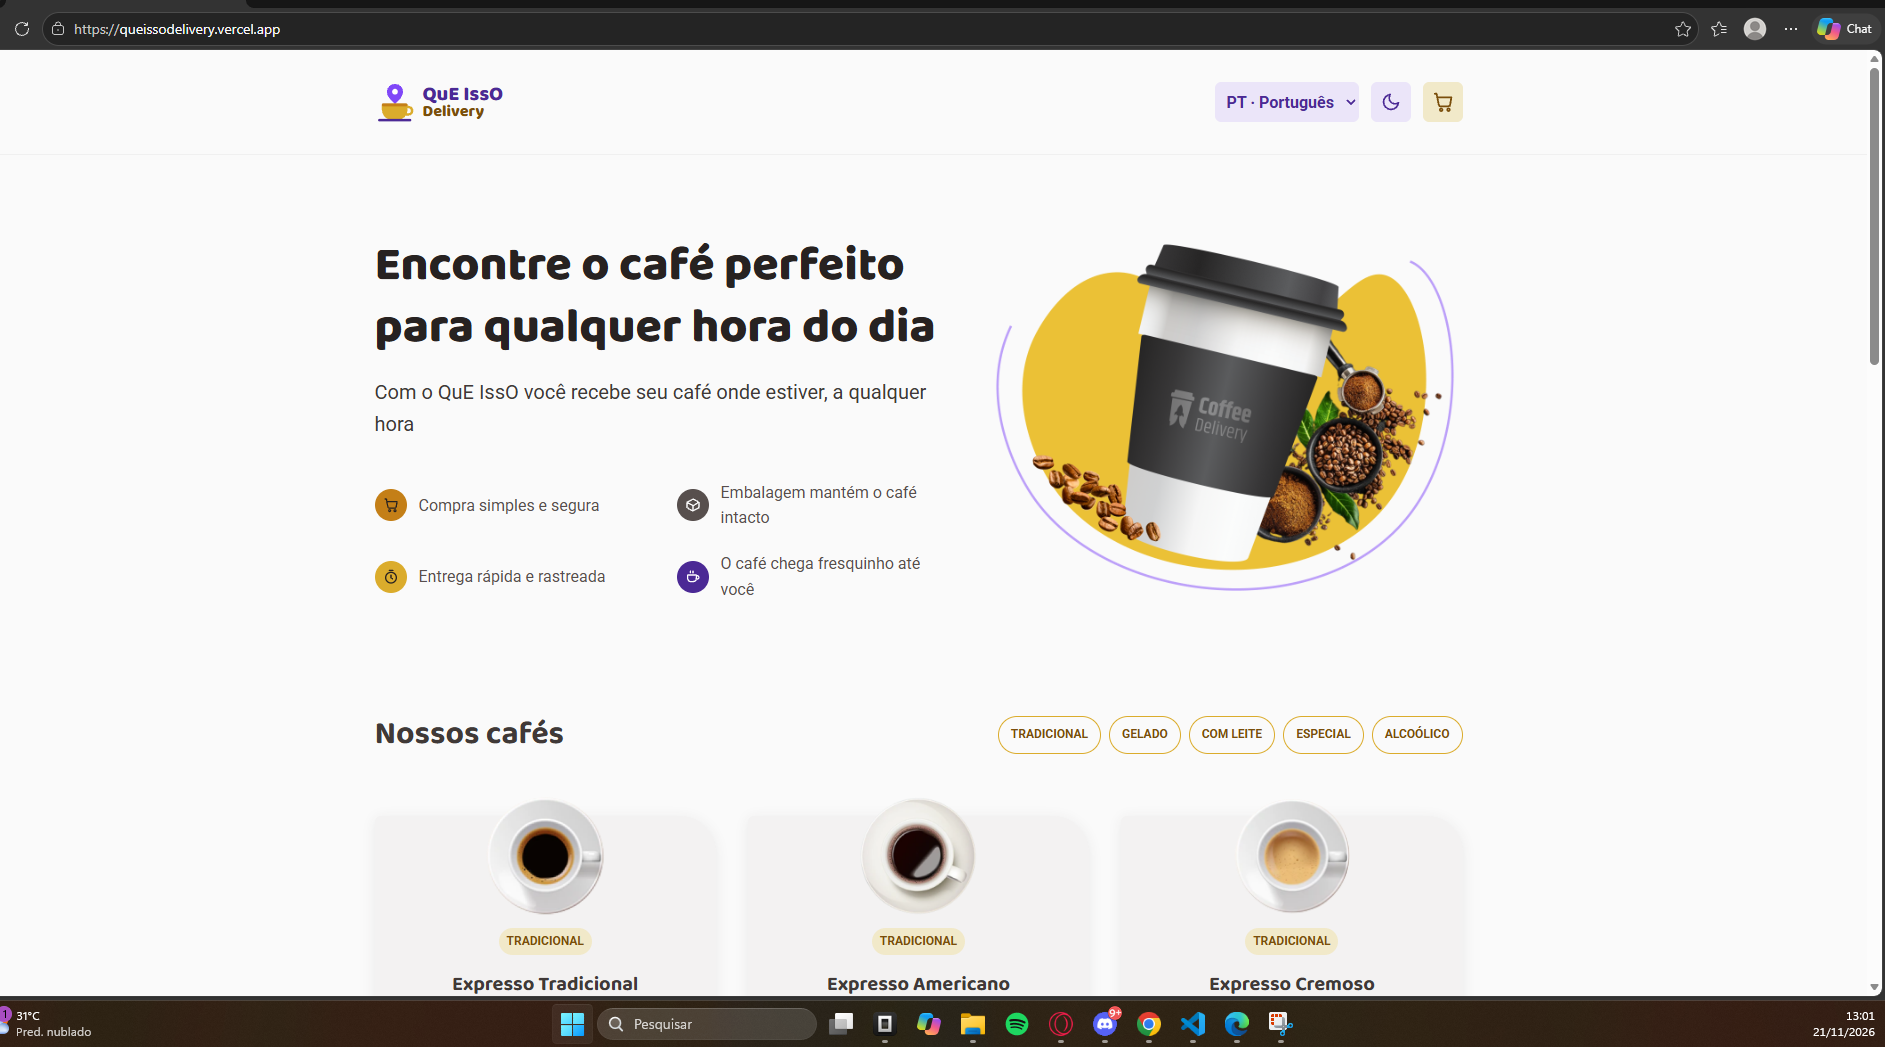 https://queissodelivery.vercel.app
Chat
QuE IssO
Delivery
PT · Português
Encontre o café perfeito
para qualquer hora do dia
Com o QuE IssO você recebe seu café onde estiver, a qualquer
hora
Compra simples e segura
Embalagem mantém o café
intacto
Entrega rápida e rastreada
O café chega fresquinho até
você
Coffee
Delivery
Nossos cafés
TRADICIONAL
GELADO
COM LEITE
ESPECIAL
ALCOÓLICO
TRADICIONAL
TRADICIONAL
TRADICIONAL
Expresso Tradicional
Expresso Americano
Expresso Cremoso
1
31°C
Pred. nublado
Pesquisar
9+
13:01
21/11/2026